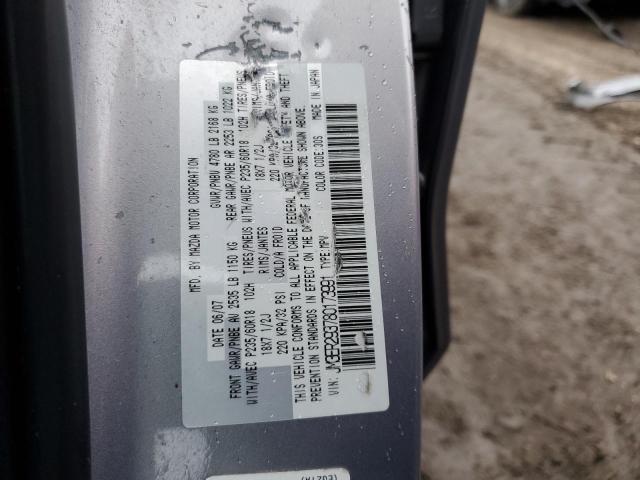 MFD. BY MAZDA MOTOR CORPORATION
DATE 06/07 GVWR/PNBV 4780 LB 2168 KG
FRONT GAWR/PNBE AV 2535 LB 1150 KG REAR GAWR/PNBE AR 2253 LB 1022 KG
WITH/AVEC P235/60R18 102H TIRES/PNEUS WITH/AVEC P235/60R18 102H TIRES/PNEUS
18X7 1/2J RIMS/JANTES 18X7 1/2J RIMS/JANTES
220 KPA/32 PSI COLD/A FROID 220 KPA/32
THIS VEHICLE CONFORMS TO ALL APPLICABLE FEDERAL MOTOR VEHICLE SAFETY AND THEFT
PREVENTION STANDARDS IN EFFECT ON THE DATE OF MANUFACTURE SHOWN ABOVE.
VIN: JM3ER293780173991 TYPE: MPV COLOR CODE: 30S MADE IN JAPAN